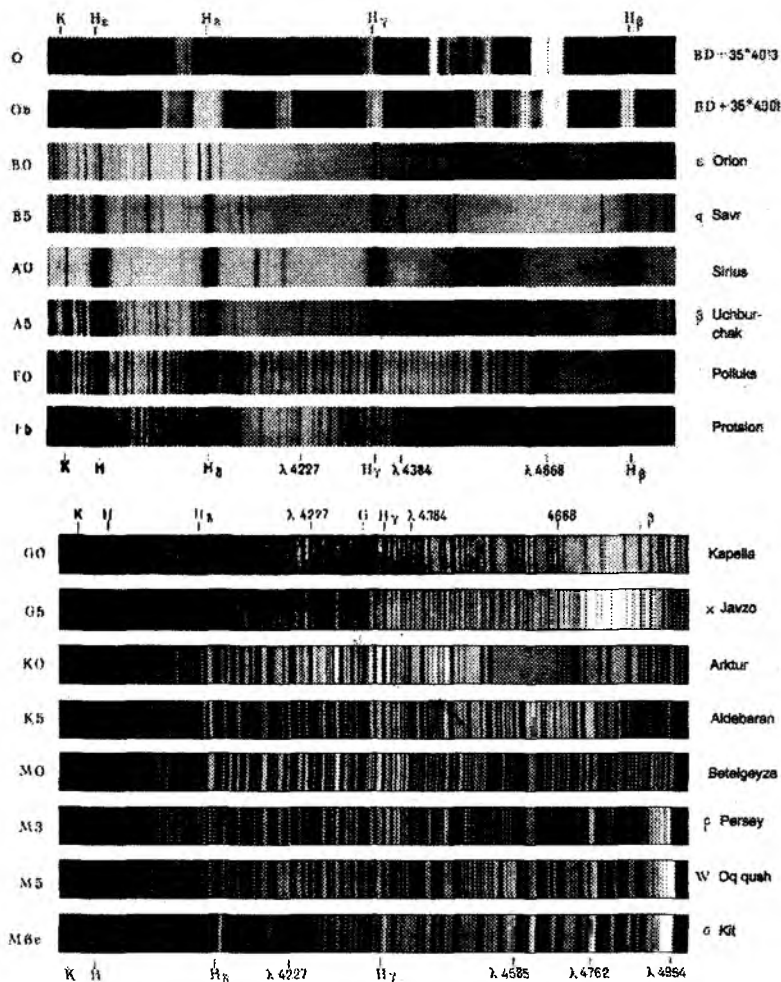 K Hε Hδ Hγ Hβ
O BD + 35°4013
Ob BD + 35°4001
B0 ε Orion
B5 q Savr
A0 Sirius
A5 β Uchbur-
chak
F0 Polluks
Protsion
K H Hδ λ 4227 Hγ λ 4384 λ 4668 Hβ
K H Hδ λ 4227 G Hγ λ 4384 4668 β
G0 Kapella
G5 x Javzo
K0 Arktur
K5 Aldebaran
M0 Betelgeyze
M3 ρ Persey
M5 W Oq qush
M6e σ Kit
K H Hδ λ 4227 Hγ λ 4585 λ 4762 λ 4954